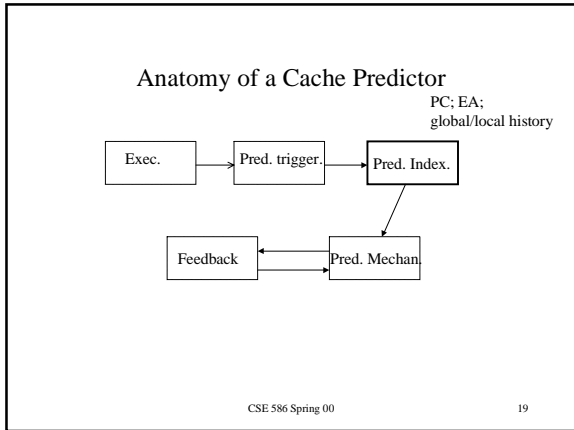 Anatomy of a Cache Predictor
PC; EA;
global/local history
Exec.
Pred. trigger.
Pred. Index.
Feedback
Pred. Mechan.
CSE 586 Spring 00
19